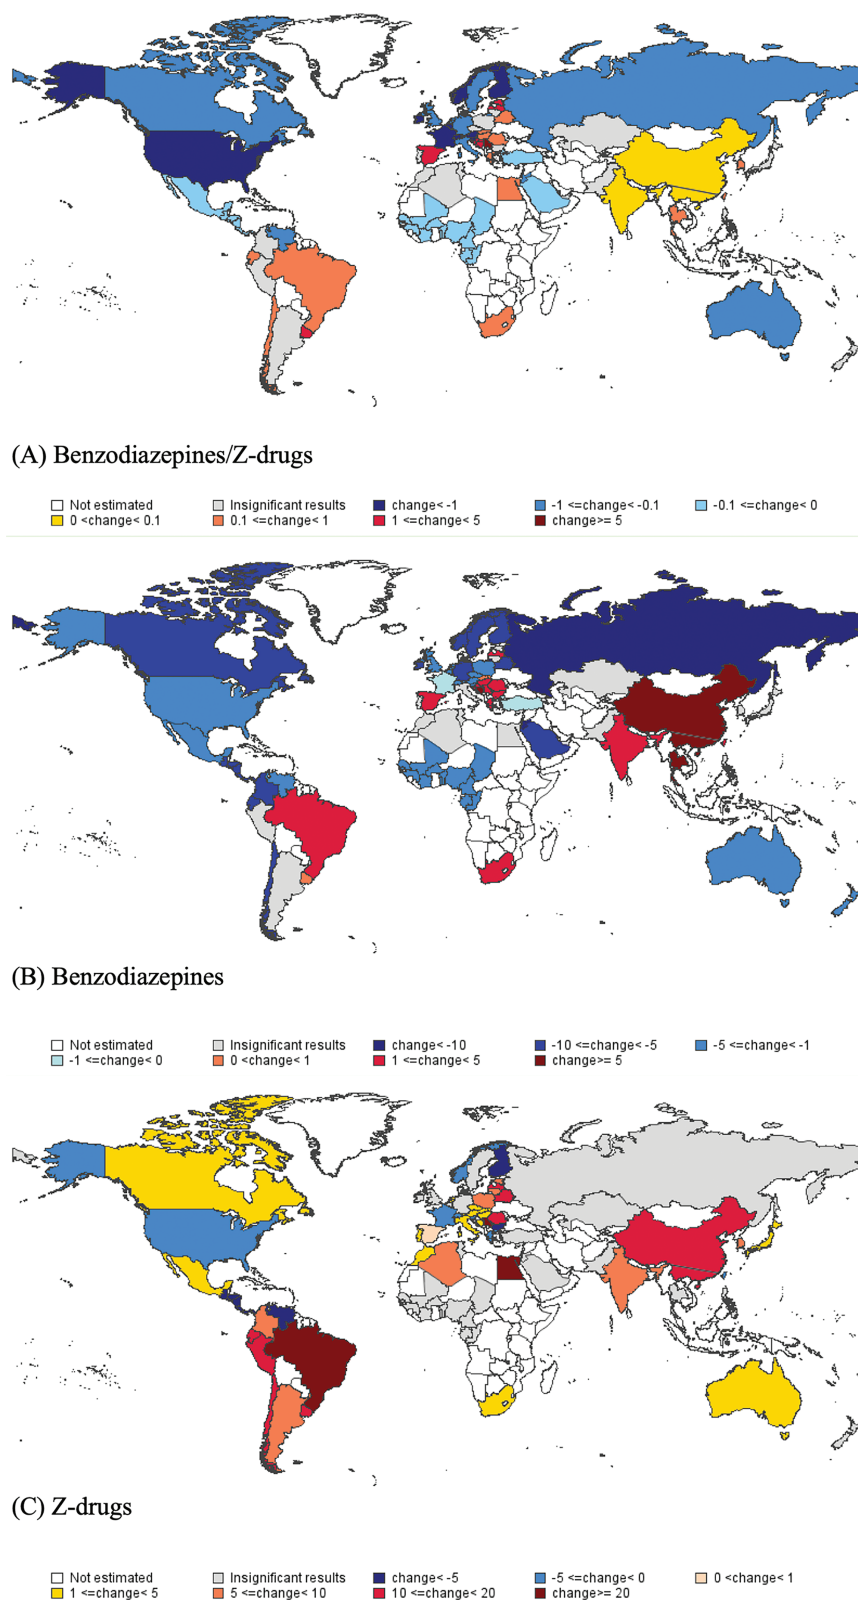 (A) Benzodiazepines/Z-drugs
Not estimated Insignificant results change< -1 -1 <=change< -0.1 -0.1 <=change< 0
0 <change< 0.1 0.1 <=change< 1 1 <=change< 5 change>= 5
(B) Benzodiazepines
Not estimated Insignificant results change< -10 -10 <=change< -5 -5 <=change< -1
-1 <=change< 0 0 <change< 1 1 <=change< 5 change>= 5
(C) Z-drugs
Not estimated Insignificant results change< -5 -5 <=change< 0 0 <change< 1
1 <=change< 5 5 <=change< 10 10 <=change< 20 change>= 20